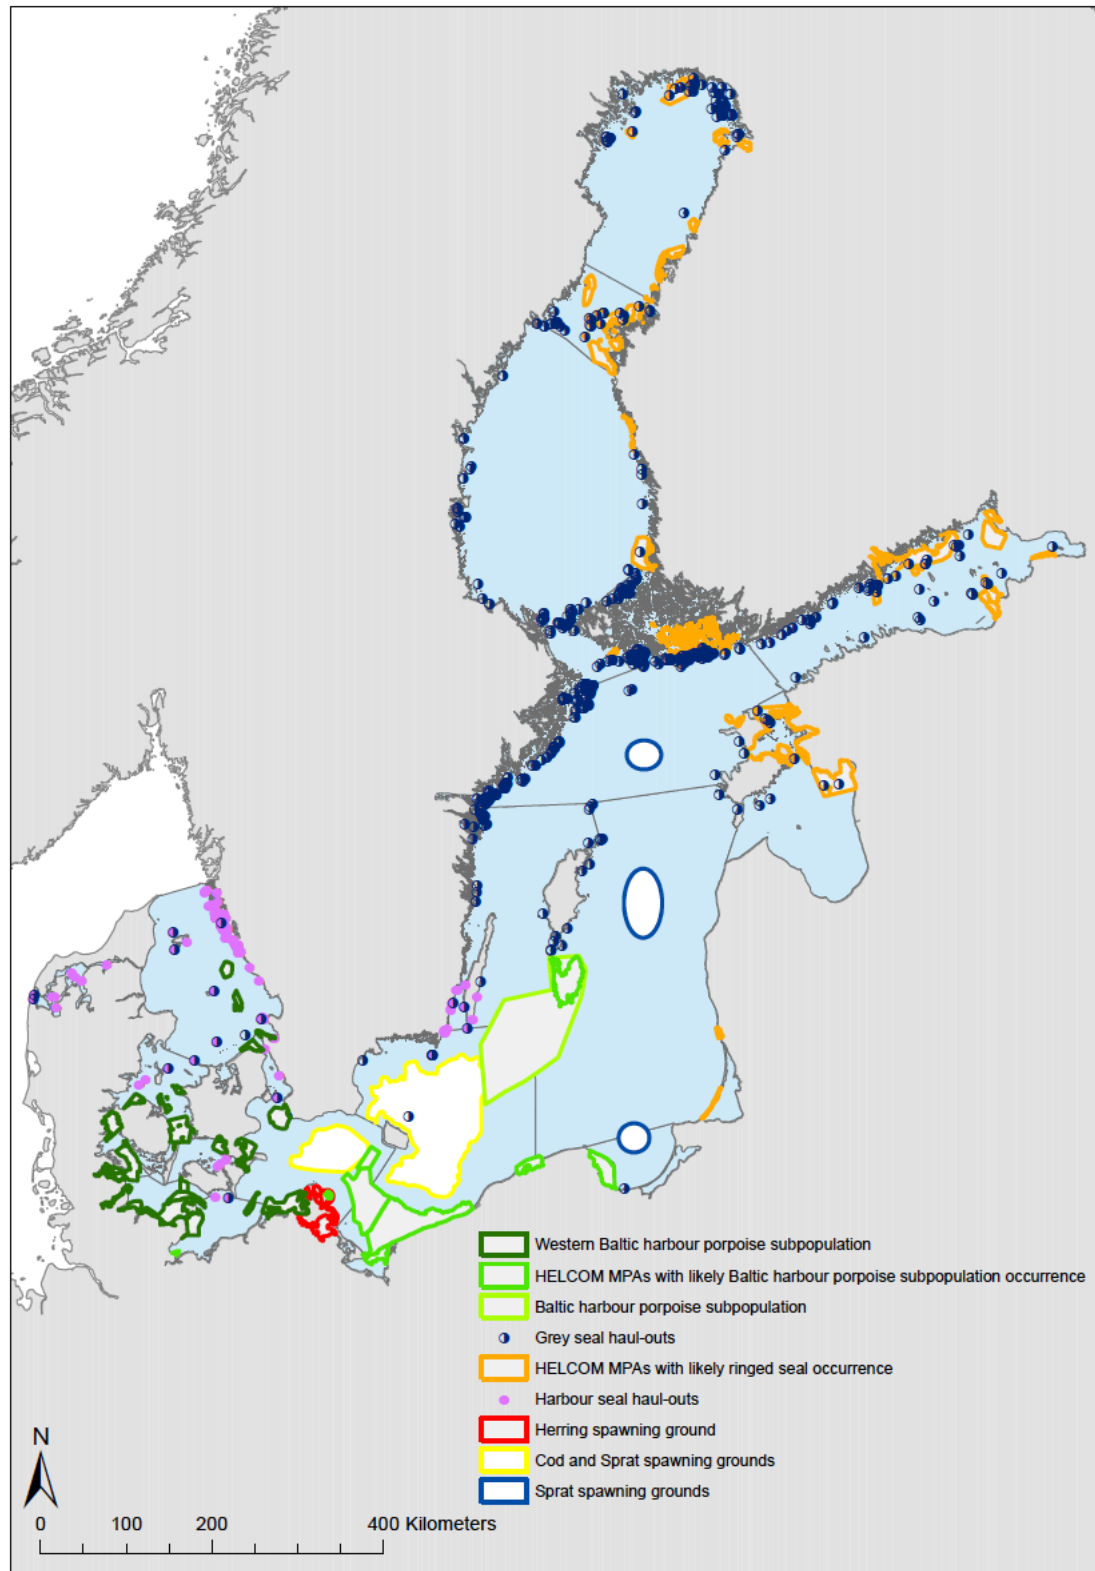 Western Baltic harbour porpoise subpopulation
HELCOM MPAs with likely Baltic harbour porpoise subpopulation occurrence
Baltic harbour porpoise subpopulation
Grey seal haul-outs
HELCOM MPAs with likely ringed seal occurrence
Harbour seal haul-outs
Herring spawning ground
Cod and Sprat spawning grounds
Sprat spawning grounds
N
0 100 200 400 Kilometers